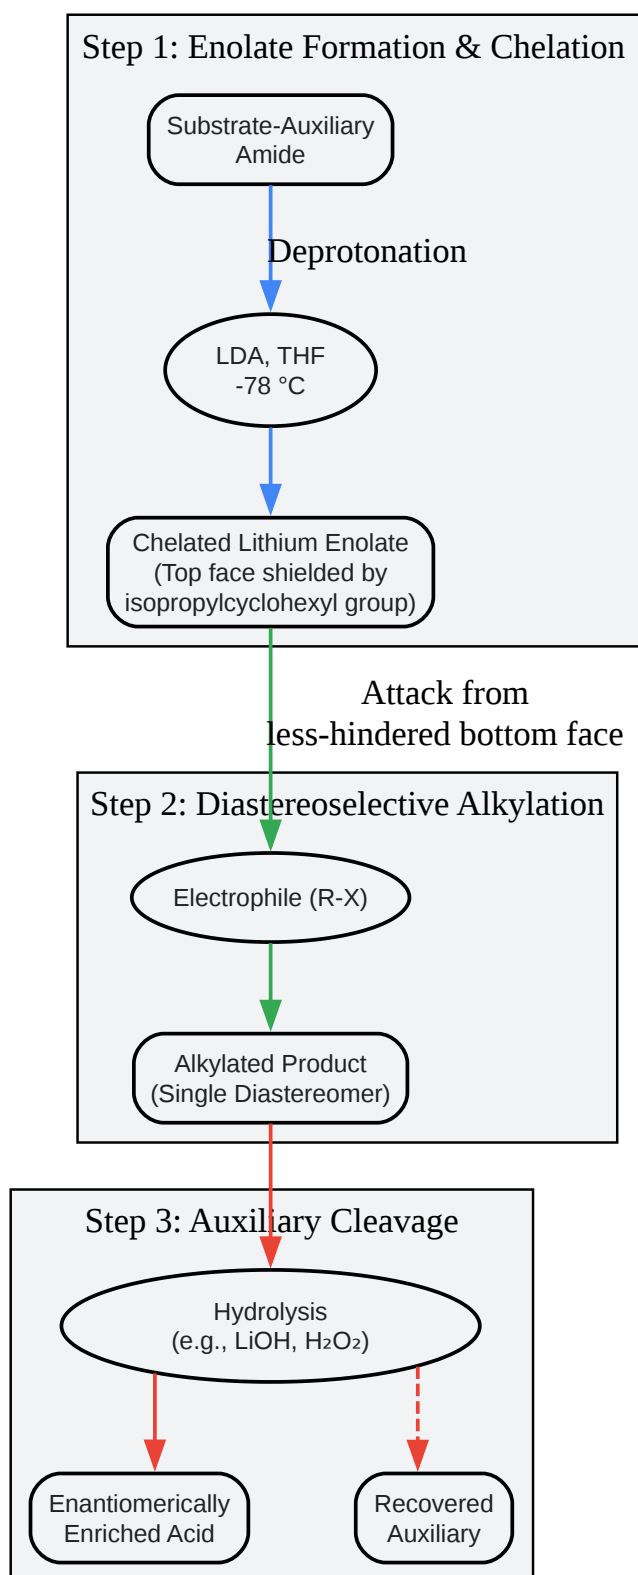 Step 1: Enolate Formation & Chelation
Substrate-Auxiliary
Amide
Deprotonation
LDA, THF
-78 °C
Chelated Lithium Enolate
(Top face shielded by
isopropylcyclohexyl group)
Attack from
less-hindered bottom face
Step 2: Diastereoselective Alkylation
Electrophile (R-X)
Alkylated Product
(Single Diastereomer)
Step 3: Auxiliary Cleavage
Hydrolysis
(e.g., LiOH, H₂O₂)
Enantiomerically
Enriched Acid
Recovered
Auxiliary